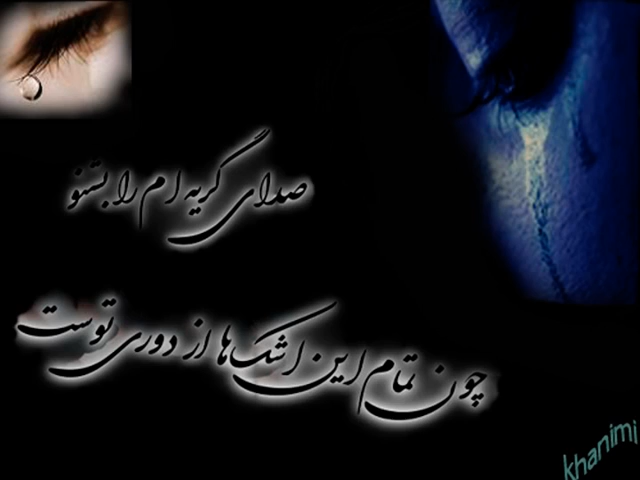 صدای گریه ام را بشنو
چون تمام این اشک‌ها از دوری توست
khanimi